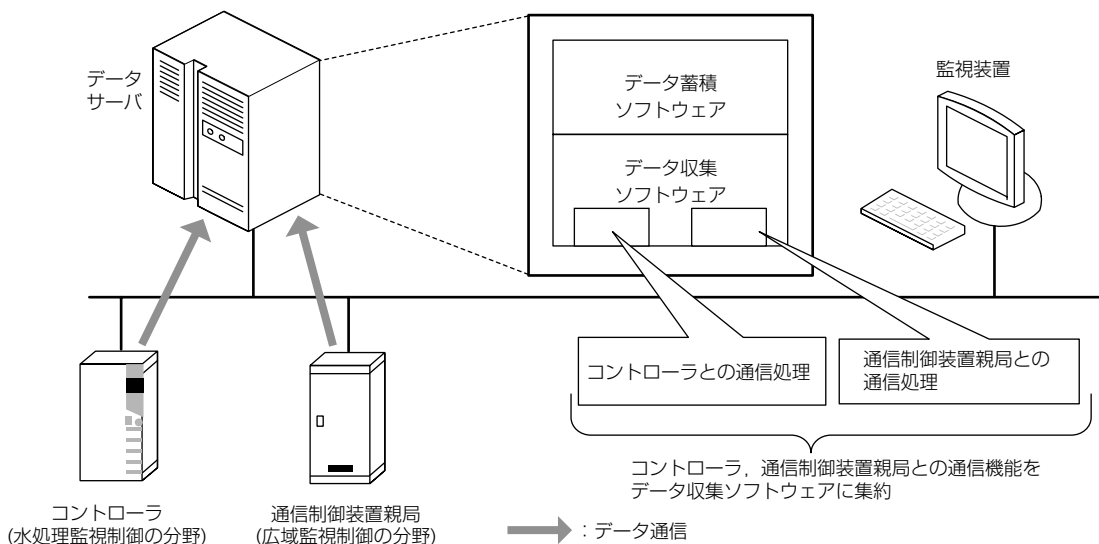 データ
サーバ
データ蓄積
ソフトウェア
データ収集
ソフトウェア
監視装置
コントローラとの通信処理
通信制御装置親局との
通信処理
コントローラ，通信制御装置親局との通信機能を
データ収集ソフトウェアに集約
コントローラ
(水処理監視制御の分野)
通信制御装置親局
(広域監視制御の分野)
：データ通信